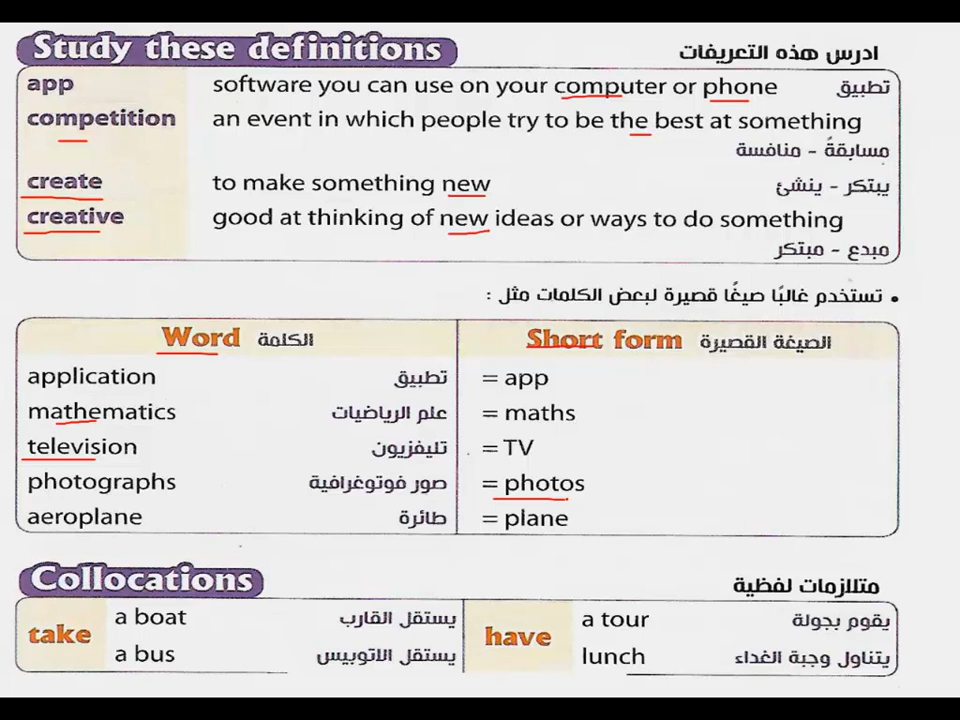 Study these definitions ادرس هذه التعريفات
app software you can use on your computer or phone تطبيق
competition an event in which people try to be the best at something
مسابقةً - منافسة
create to make something new يبتكر - ينشئ
creative good at thinking of new ideas or ways to do something
مبدع - مبتكر
• تستخدم غالبًا صيغًا قصيرة لبعض الكلمات مثل :
Word الكلمة Short form الصيغة القصيرة
application تطبيق = app
mathematics علم الرياضيات = maths
television تليفزيون = TV
photographs صور فوتوغرافية = photos
aeroplane طائرة = plane
Collocations متلازمات لفظية
take a boat يستقل القارب have a tour يقوم بجولة
a bus يستقل الاتوبيس lunch يتناول وجبة الغداء